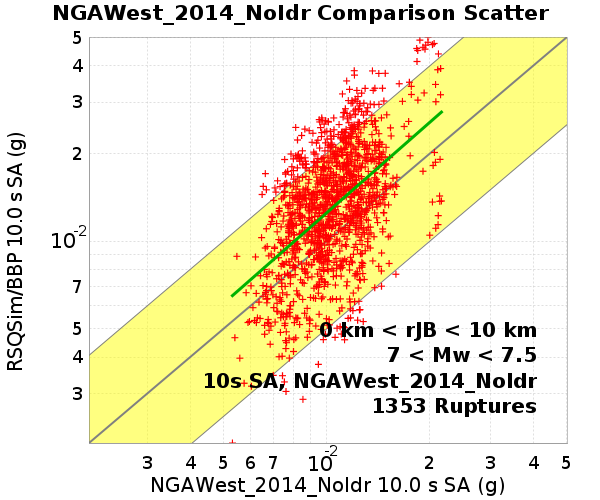 NGAWest_2014_NoIdr Comparison Scatter
5
4
3
2
10-2
7
5
4
3
RSQSim/BBP 10.0 s SA (g)
0 km < rJB < 10 km
7 < Mw < 7.5
10s SA, NGAWest_2014_NoIdr
1353 Ruptures
3 4 5 6 7 10-2 2 3 4 5
NGAWest_2014_NoIdr 10.0 s SA (g)